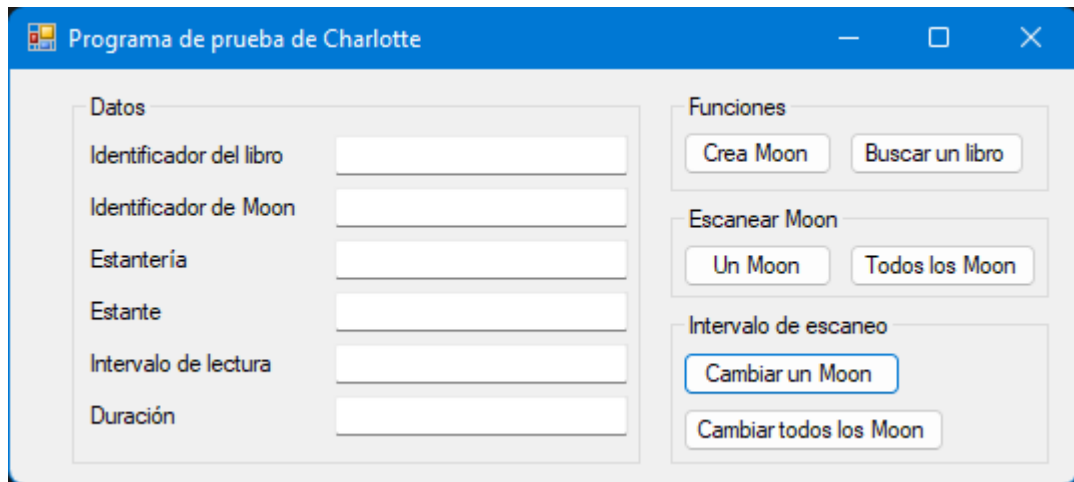 Programa de prueba de Charlotte
Datos
Identificador del libro
Identificador de Moon
Estantería
Estante
Intervalo de lectura
Duración
Funciones
Crea Moon
Buscar un libro
Escanear Moon
Un Moon
Todos los Moon
Intervalo de escaneo
Cambiar un Moon
Cambiar todos los Moon